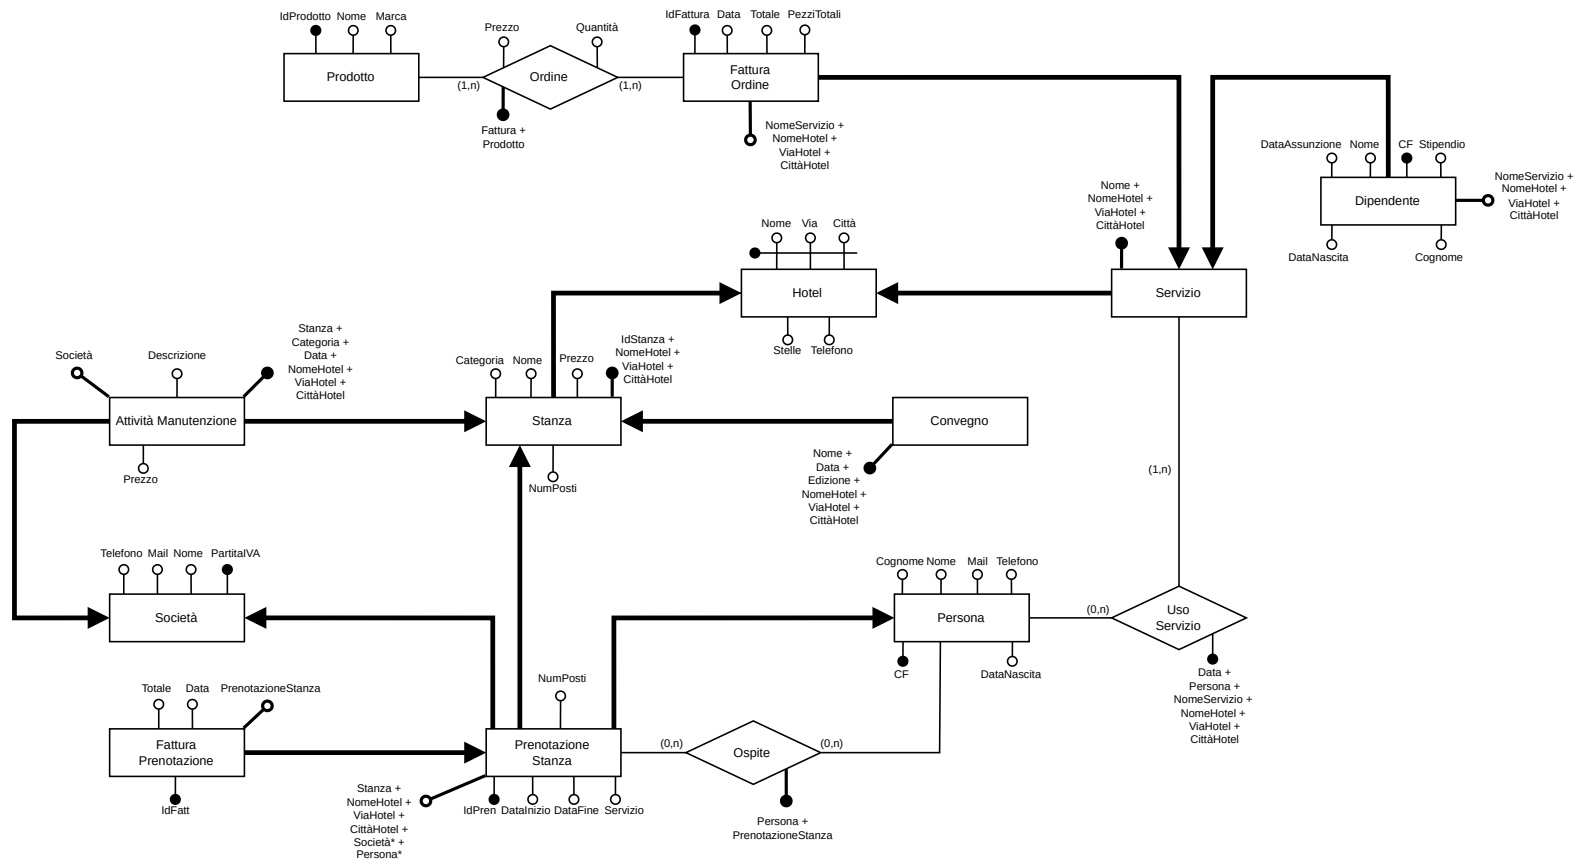 IdProdotto Nome Marca
Prezzo
Quantità
IdFattura Data Totale PezziTotali
Prodotto
(1,n)
Ordine
(1,n)
Fattura
Ordine
Fattura +
Prodotto
NomeServizio +
NomeHotel +
ViaHotel +
CittàHotel
DataAssunzione Nome CF Stipendio
Dipendente
NomeServizio +
NomeHotel +
ViaHotel +
CittàHotel
DataNascita
Cognome
Nome +
NomeHotel +
ViaHotel +
CittàHotel
Nome Via Città
Hotel
Stelle Telefono
Servizio
Società
Descrizione
Stanza +
Categoria +
Data +
NomeHotel +
ViaHotel +
CittàHotel
Attività Manutenzione
Prezzo
Categoria Nome Prezzo
IdStanza +
NomeHotel +
ViaHotel +
CittàHotel
Stanza
NumPosti
Convegno
Nome +
Data +
Edizione +
NomeHotel +
ViaHotel +
CittàHotel
(1,n)
Telefono Mail Nome PartitaIVA
Società
Cognome Nome Mail Telefono
Persona
(0,n)
CF
DataNascita
Uso
Servizio
Data +
Persona +
NomeServizio +
NomeHotel +
ViaHotel +
CittàHotel
Totale Data PrenotazioneStanza
Fattura
Prenotazione
IdFatt
NumPosti
Prenotazione
Stanza
(0,n)
Ospite
(0,n)
Stanza +
NomeHotel +
ViaHotel +
CittàHotel +
Società* +
Persona*
IdPren DataInizio DataFine Servizio
Persona +
PrenotazioneStanza